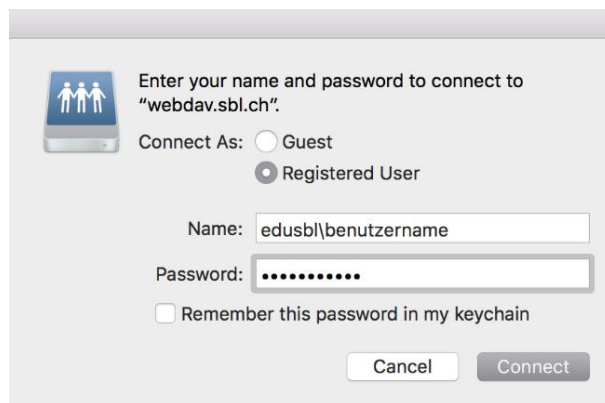 Enter your name and password to connect to
“webdav.sbl.ch”.
Connect As: Guest
Registered User
Name: edusbl\benutzername
Password: •••••••••••
Remember this password in my keychain
Cancel Connect